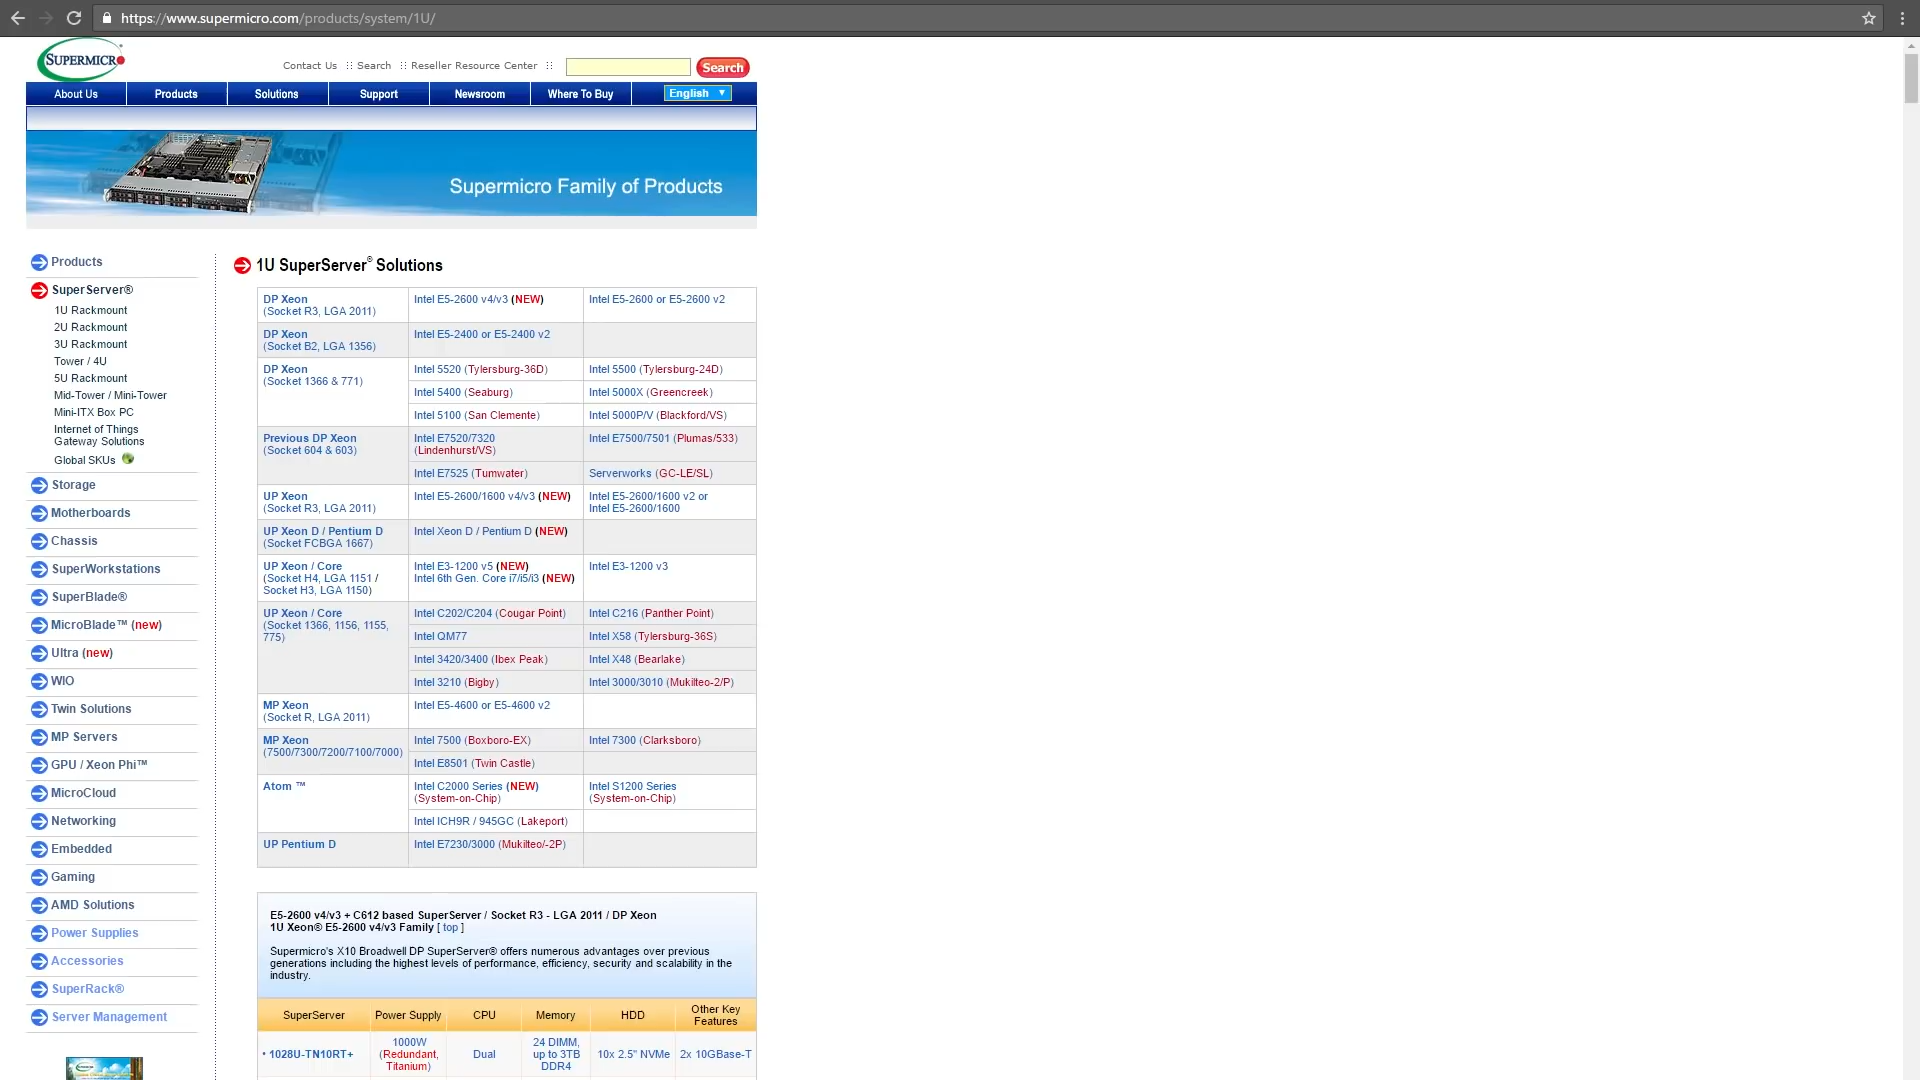 https://www.supermicro.com/products/system/1U/
SUPERMICR
Contact Us :: Search :: Reseller Resource Center ::
Search
About Us Products Solutions Support Newsroom Where To Buy English ▼
Supermicro Family of Products
Products
SuperServer®
1U Rackmount
2U Rackmount
3U Rackmount
Tower / 4U
5U Rackmount
Mid-Tower / Mini-Tower
Mini-ITX Box PC
Internet of Things
Gateway Solutions
Global SKUs
Storage
Motherboards
Chassis
SuperWorkstations
SuperBlade®
MicroBlade™ (new)
Ultra (new)
WIO
Twin Solutions
MP Servers
GPU / Xeon Phi™
MicroCloud
Networking
Embedded
Gaming
AMD Solutions
Power Supplies
Accessories
SuperRack®
Server Management
1U SuperServer® Solutions
DP Xeon
(Socket R3, LGA 2011)
Intel E5-2600 v4/v3 (NEW)
Intel E5-2600 or E5-2600 v2
DP Xeon
(Socket B2, LGA 1356)
Intel E5-2400 or E5-2400 v2
DP Xeon
(Socket 1366 & 771)
Intel 5520 (Tylersburg-36D)
Intel 5500 (Tylersburg-24D)
Intel 5400 (Seaburg)
Intel 5000X (Greencreek)
Intel 5100 (San Clemente)
Intel 5000P/V (Blackford/VS)
Previous DP Xeon
(Socket 604 & 603)
Intel E7520/7320
(Lindenhurst/VS)
Intel E7500/7501 (Plumas/533)
Intel E7525 (Tumwater)
Serverworks (GC-LE/SL)
UP Xeon
(Socket R3, LGA 2011)
Intel E5-2600/1600 v4/v3 (NEW)
Intel E5-2600/1600 v2 or
Intel E5-2600/1600
UP Xeon D / Pentium D
(Socket FCBGA 1667)
Intel Xeon D / Pentium D (NEW)
UP Xeon / Core
(Socket H4, LGA 1151 /
Socket H3, LGA 1150)
Intel E3-1200 v5 (NEW)
Intel 6th Gen. Core i7/i5/i3 (NEW)
Intel E3-1200 v3
UP Xeon / Core
(Socket 1366, 1156, 1155,
775)
Intel C202/C204 (Cougar Point)
Intel C216 (Panther Point)
Intel QM77
Intel X58 (Tylersburg-36S)
Intel 3420/3400 (Ibex Peak)
Intel X48 (Bearlake)
Intel 3210 (Bigby)
Intel 3000/3010 (Mukilteo-2/P)
MP Xeon
(Socket R, LGA 2011)
Intel E5-4600 or E5-4600 v2
MP Xeon
(7500/7300/7200/7100/7000)
Intel 7500 (Boxboro-EX)
Intel 7300 (Clarksboro)
Intel E8501 (Twin Castle)
Atom ™
Intel C2000 Series (NEW)
(System-on-Chip)
Intel S1200 Series
(System-on-Chip)
Intel ICH9R / 945GC (Lakeport)
UP Pentium D
Intel E7230/3000 (Mukilteo/-2P)
E5-2600 v4/v3 + C612 based SuperServer / Socket R3 - LGA 2011 / DP Xeon
1U Xeon® E5-2600 v4/v3 Family [ top ]
Supermicro's X10 Broadwell DP SuperServer® offers numerous advantages over previous
generations including the highest levels of performance, efficiency, security and scalability in the
industry.
SuperServer Power Supply CPU Memory HDD Other Key
Features
• 1028U-TN10RT+
1000W
(Redundant,
Titanium)
Dual
24 DIMM,
up to 3TB
DDR4
10x 2.5" NVMe
2x 10GBase-T